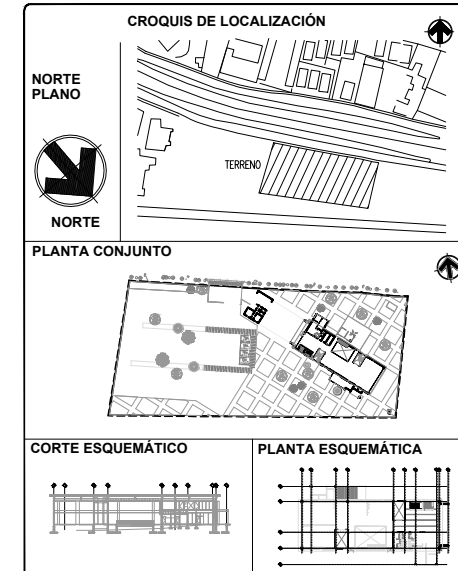 CROQUIS DE LOCALIZACIÓN
NORTE
PLANO
TERRENO
NORTE
PLANTA CONJUNTO
CORTE ESQUEMÁTICO
PLANTA ESQUEMÁTICA